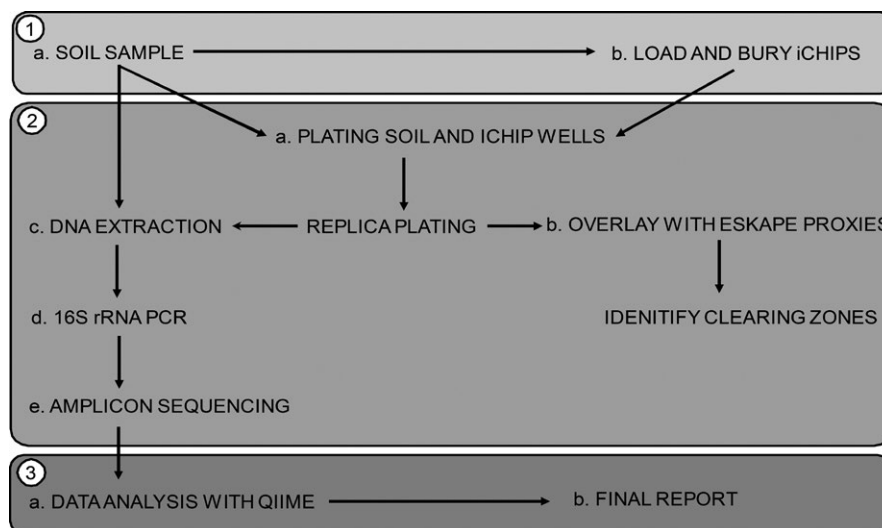 1
a. SOIL SAMPLE
b. LOAD AND BURY iCHIPS
2
a. PLATING SOIL AND ICHIP WELLS
c. DNA EXTRACTION
REPLICA PLATING
b. OVERLAY WITH ESKAPE PROXIES
d. 16S rRNA PCR
IDENITIFY CLEARING ZONES
e. AMPLICON SEQUENCING
3
a. DATA ANALYSIS WITH QIIME
b. FINAL REPORT